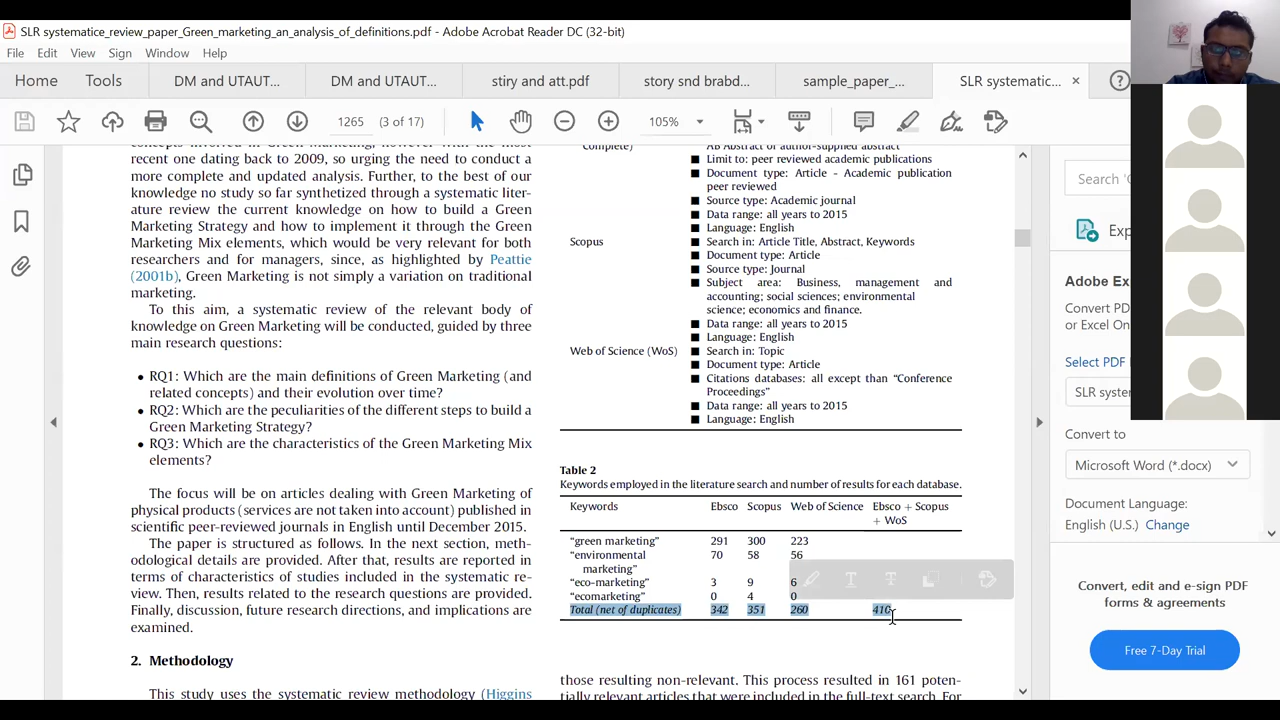 SLR systematice_review_paper_Green_marketing_an_analysis_of_definitions.pdf - Adobe Acrobat Reader DC (32-bit)
File Edit View Sign Window Help
Home Tools DM and UTAUT... DM and UTAUT... stiry and att.pdf story snd brabd... sample_paper_... SLR systematic... ×
1265 (3 of 17) 105%
recent one dating back to 2009, so urging the need to conduct a
more complete and updated analysis. Further, to the best of our
knowledge no study so far synthetized through a systematic liter-
ature review the current knowledge on how to build a Green
Marketing Strategy and how to implement it through the Green
Marketing Mix elements, which would be very relevant for both
researchers and for managers, since, as highlighted by Peattie
(2001b), Green Marketing is not simply a variation on traditional
marketing.
To this aim, a systematic review of the relevant body of
knowledge on Green Marketing will be conducted, guided by three
main research questions:
• RQ1: Which are the main definitions of Green Marketing (and
related concepts) and their evolution over time?
• RQ2: Which are the peculiarities of the different steps to build a
Green Marketing Strategy?
• RQ3: Which are the characteristics of the Green Marketing Mix
elements?
The focus will be on articles dealing with Green Marketing of
physical products (services are not taken into account) published in
scientific peer-reviewed journals in English until December 2015.
The paper is structured as follows. In the next section, meth-
odological details are provided. After that, results are reported in
terms of characteristics of studies included in the systematic re-
view. Then, results related to the research questions are provided.
Finally, discussion, future research directions, and implications are
examined.
2. Methodology
This study uses the systematic review methodology (Higgins
Complete) AB Abstract or author-supplied abstract
■ Limit to: peer reviewed academic publications
■ Document type: Article - Academic publication
peer reviewed
■ Source type: Academic journal
■ Data range: all years to 2015
■ Language: English
Scopus ■ Search in: Article Title, Abstract, Keywords
■ Document type: Article
■ Source type: Journal
■ Subject area: Business, management and
accounting; social sciences; environmental
science; economics and finance.
■ Data range: all years to 2015
■ Language: English
Web of Science (WoS) ■ Search in: Topic
■ Document type: Article
■ Citations databases: all except than “Conference
Proceedings”
■ Data range: all years to 2015
■ Language: English
Table 2
Keywords employed in the literature search and number of results for each database.
Keywords Ebsco Scopus Web of Science Ebsco + Scopus
+ WoS
“green marketing” 291 300 223
“environmental 70 58 56
marketing”
“eco-marketing” 3 9 6
“ecomarketing” 0 4 0
Total (net of duplicates) 342 351 260 410
those resulting non-relevant. This process resulted in 161 poten-
tially relevant articles that were included in the full-text search. For
Search '
Exp
Adobe Ex
Convert PD
or Excel On
Select PDF
SLR syster
Convert to
Microsoft Word (*.docx)
Document Language:
English (U.S.) Change
Convert, edit and e-sign PDF
forms & agreements
Free 7-Day Trial